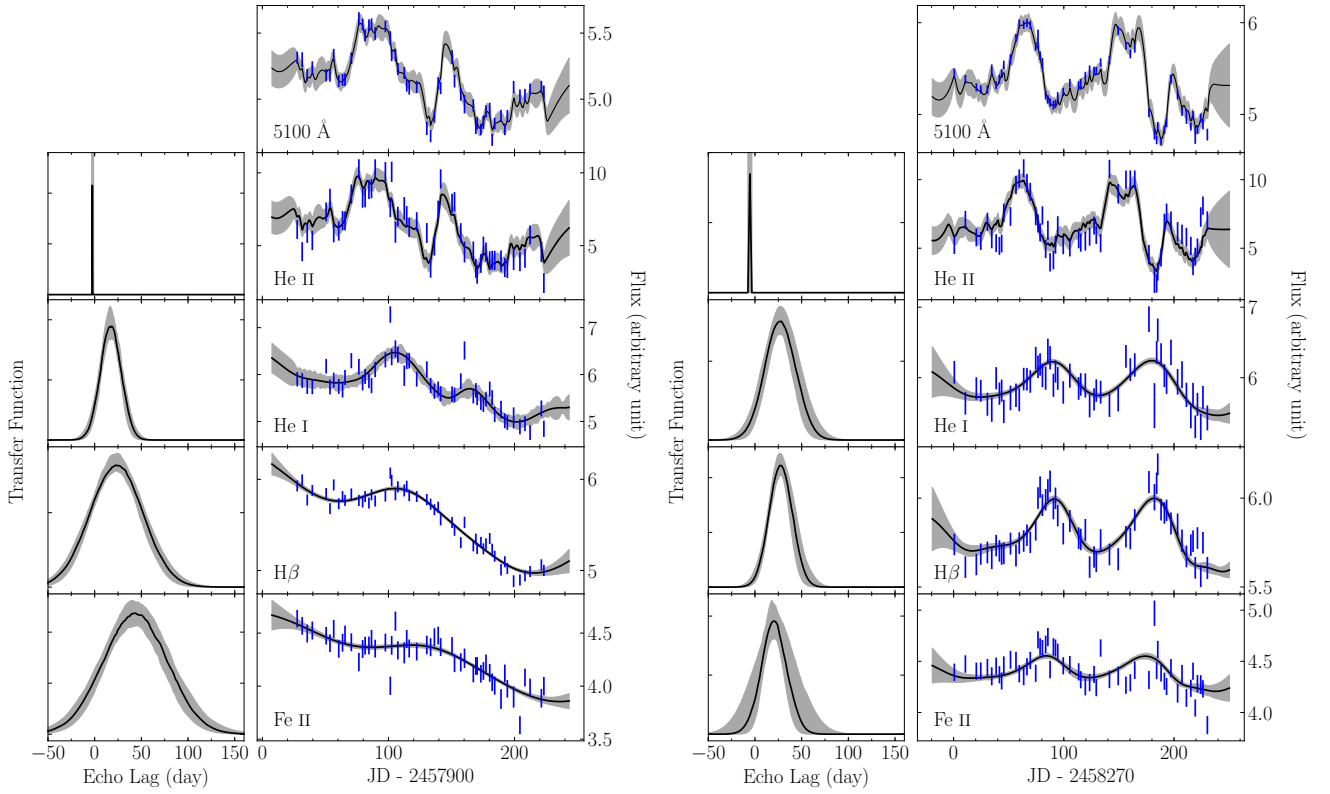 5.5
5.0
5100 Å
10
5
He II
7
6
5
He I
6
5
Hβ
4.5
4.0
3.5
Fe II
Transfer Function
Flux (arbitrary unit)
−50 0 50 100 150
Echo Lag (day)
0 100 200
JD - 2457900
6
5
5100 Å
10
5
He II
7
6
He I
6.0
5.5
Hβ
5.0
4.5
4.0
Fe II
Transfer Function
Flux (arbitrary unit)
−50 0 50 100 150
Echo Lag (day)
0 100 200
JD - 2458270